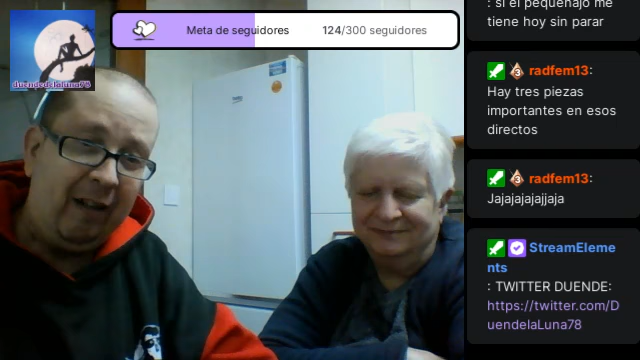 duendedelaluna78
Meta de seguidores 124/300 seguidores
: si el pequeñajo me
tiene hoy sin parar
radfem13:
Hay tres piezas
importantes en esos
directos
radfem13:
Jajajajajajjaja
StreamEleme
nts
: TWITTER DUENDE:
https://twitter.com/D
uendelaLuna78